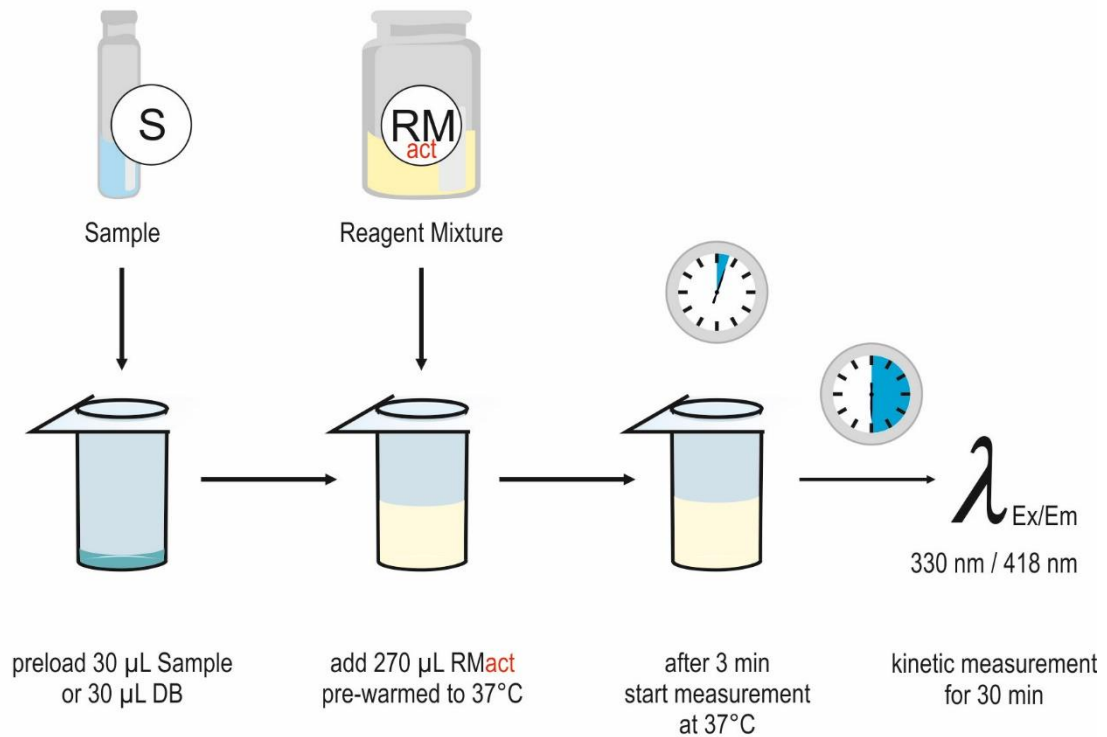 S
RM
act
Sample
Reagent Mixture
λ Ex/Em
330 nm / 418 nm
preload 30 µL Sample
or 30 µL DB
add 270 µL RMact
pre-warmed to 37°C
after 3 min
start measurement
at 37°C
kinetic measurement
for 30 min